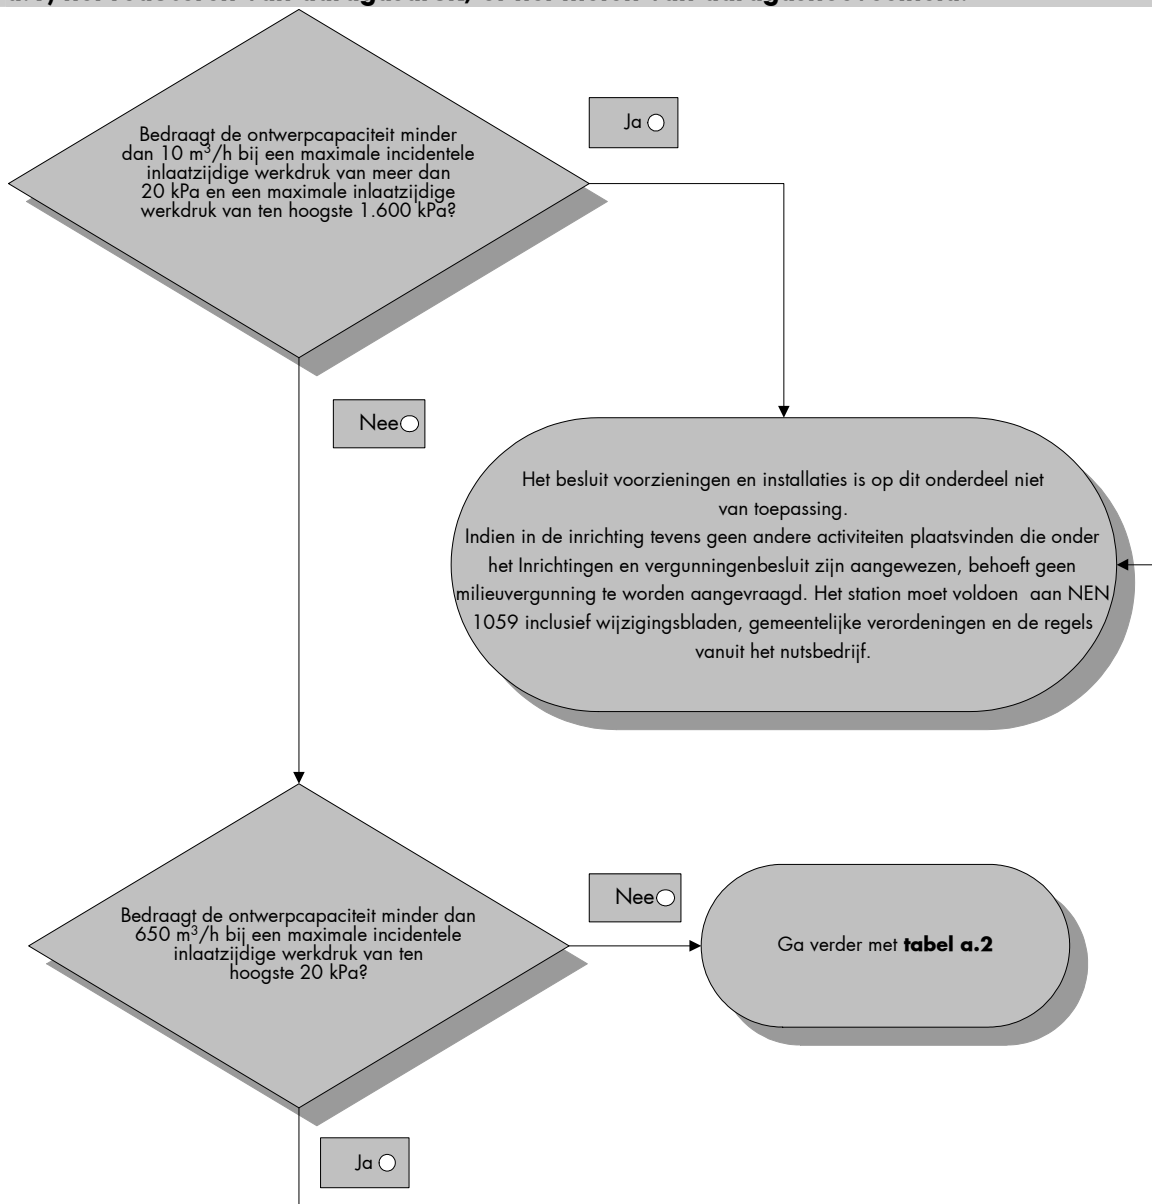 Bedraagt de ontwerpcapaciteit minder
dan 10 m³/h bij een maximale incidentele
inlaatzijdige werkdruk van meer dan
20 kPa en een maximale inlaatzijdige
werkdruk van ten hoogste 1.600 kPa?
Ja
Nee
Het besluit voorzieningen en installaties is op dit onderdeel niet
van toepassing.
Indien in de inrichting tevens geen andere activiteiten plaatsvinden die onder
het Inrichtingen en vergunningenbesluit zijn aangewezen, behoeft geen
milieuvergunning te worden aangevraagd. Het station moet voldoen aan NEN
1059 inclusief wijzigingsbladen, gemeentelijke verordeningen en de regels
vanuit het nutsbedrijf.
Bedraagt de ontwerpcapaciteit minder dan
650 m³/h bij een maximale incidentele
inlaatzijdige werkdruk van ten
hoogste 20 kPa?
Nee
Ga verder met tabel a.2
Ja